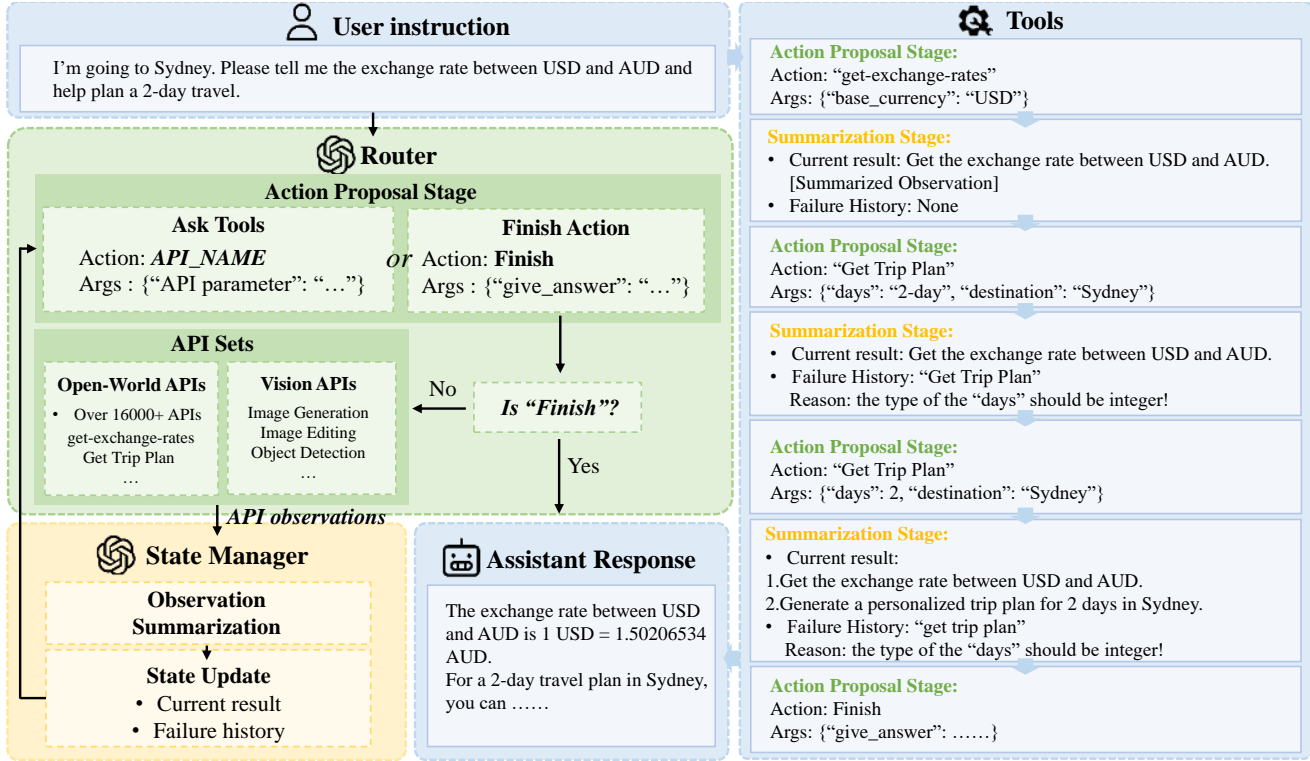 User instruction
I'm going to Sydney. Please tell me the exchange rate between USD and AUD and
help plan a 2-day travel.
Router
Action Proposal Stage
Ask Tools
Action: API_NAME
Args : {“API parameter”: “…”}
or
Finish Action
Action: Finish
Args : {“give_answer”: “…”}
API Sets
Open-World APIs
• Over 16000+ APIs
get-exchange-rates
Get Trip Plan
…
Vision APIs
Image Generation
Image Editing
Object Detection
…
No
Is “Finish”?
Yes
API observations
State Manager
Observation
Summarization
State Update
• Current result
• Failure history
Assistant Response
The exchange rate between USD
and AUD is 1 USD = 1.50206534
AUD.
For a 2-day travel plan in Sydney,
you can ……
Tools
Action Proposal Stage:
Action: “get-exchange-rates”
Args: {“base_currency”: “USD”}
Summarization Stage:
• Current result: Get the exchange rate between USD and AUD.
[Summarized Observation]
• Failure History: None
Action Proposal Stage:
Action: “Get Trip Plan”
Args: {“days”: “2-day”, “destination”: “Sydney”}
Summarization Stage:
• Current result: Get the exchange rate between USD and AUD.
• Failure History: “Get Trip Plan”
Reason: the type of the “days” should be integer!
Action Proposal Stage:
Action: “Get Trip Plan”
Args: {“days”: 2, “destination”: “Sydney”}
Summarization Stage:
• Current result:
1.Get the exchange rate between USD and AUD.
2.Generate a personalized trip plan for 2 days in Sydney.
• Failure History: “get trip plan”
Reason: the type of the “days” should be integer!
Action Proposal Stage:
Action: Finish
Args: {“give_answer”: ……}